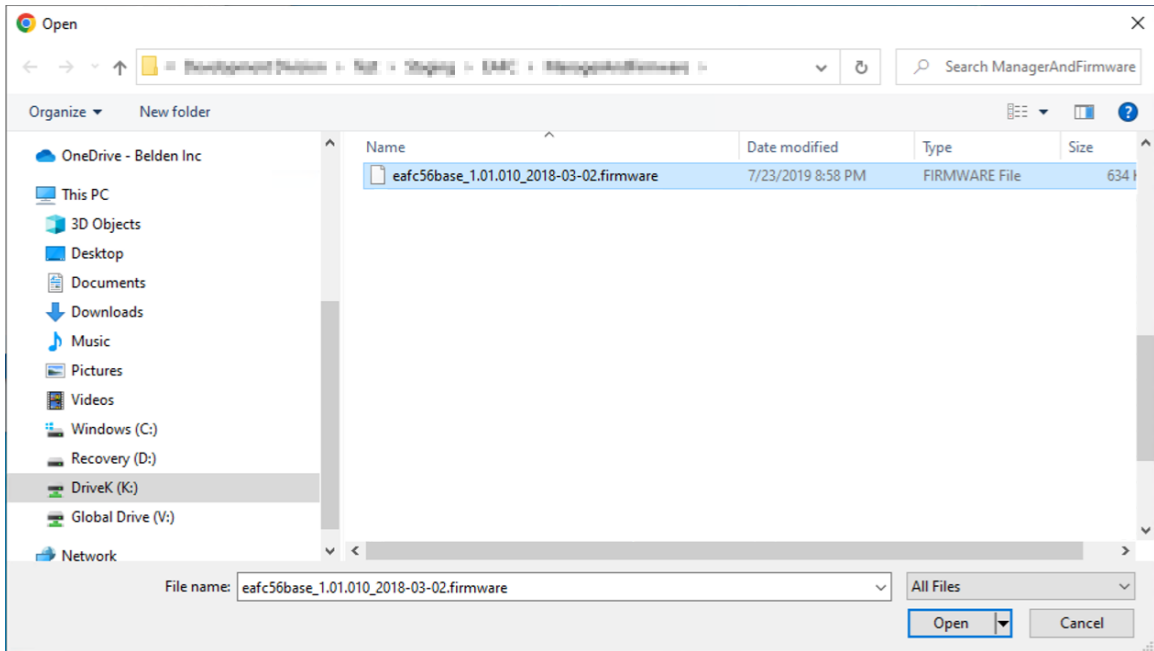 Open
Search ManagerAndFirmware
Organize
New folder
Name
Date modified
Type
Size
OneDrive - Belden Inc
eafc56base_1.01.010_2018-03-02.firmware
7/23/2019 8:58 PM
FIRMWARE File
634
This PC
3D Objects
Desktop
Documents
Downloads
Music
Pictures
Videos
Windows (C:)
Recovery (D:)
DriveK (K:)
Global Drive (V:)
Network
File name:
eafc56base_1.01.010_2018-03-02.firmware
All Files
Open
Cancel